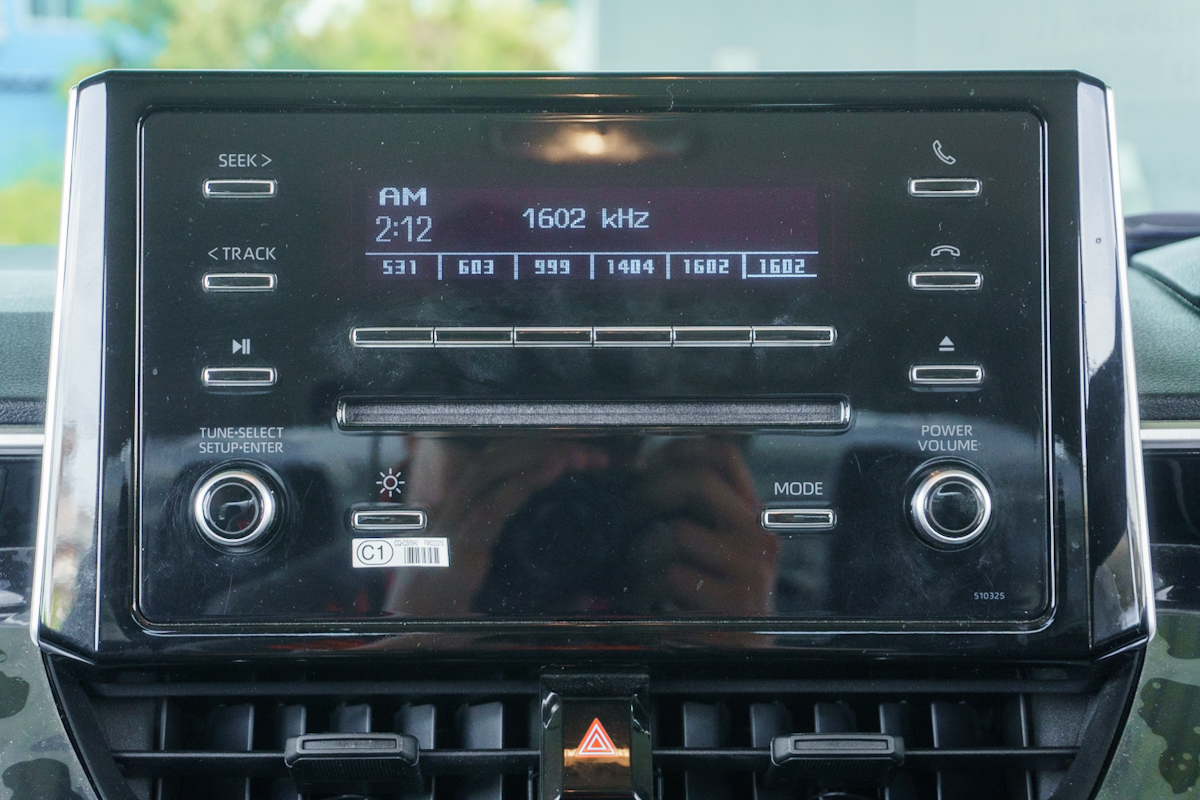 SEEK >
< TRACK
TUNE•SELECT
SETUP•ENTER
AM
2:12
1602 kHz
531 603 999 1404 1602 1602
C1
MODE
POWER
VOLUME
510325